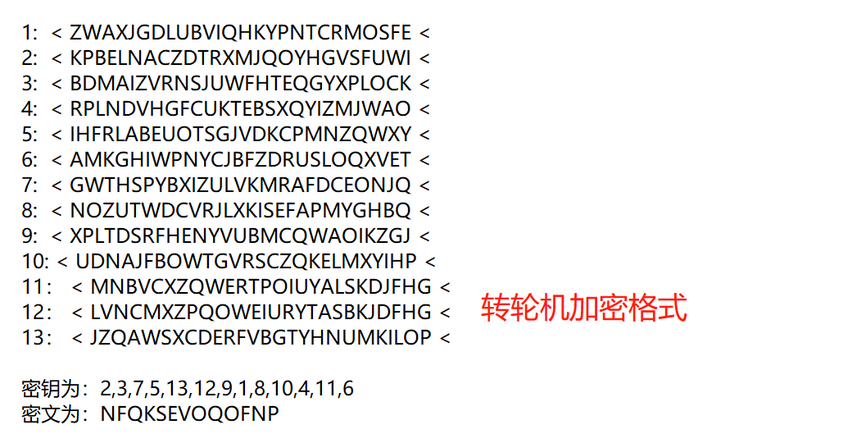 1:  < ZWAXJGDLUBVIQHKYPNTCRMOSFE <
2:  < KPBELNACZDTRXMJQOYHGVSFUWI <
3:  < BDMAIZVRNSJUWFHTEQGYXPLOCK <
4:  < RPLNDVHGFCUKTEBSXQYIZMJWAO <
5:  < IHFRLABEUOTSGJVDKCPMNZQWXY <
6:  < AMKGHIWPNYCJBFZDRUSLOQXVET <
7:  < GWTHSPYBXIZULVKMRAFDCEONJQ <
8:  < NOZUTWDCVRJLXKISEFAPMYGHBQ <
9:  < XPLTDSRFHENYVUBMCQWAOIKZGJ <
10: < UDNAJFBOWTGVRSCZQKELMXYIHP <
11： < MNBVCXZQWERTPOIUYALSKDJFHG <
12： < LVNCMXZPQOWEIURYTASBKJDFHG <
转轮机加密格式
13： < JZQAWSXCDERFVBGTYHNUMKILOP <
密钥为：2,3,7,5,13,12,9,1,8,10,4,11,6
密文为：NFQKSEVOQOFNP